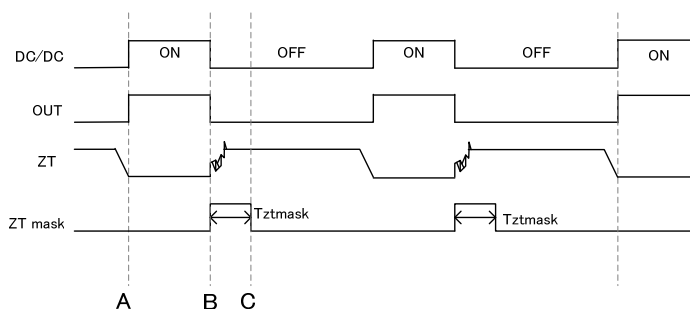 DC/DC ON OFF ON OFF ON
OUT
ZT
ZT mask Tztmask Tztmask
A B C